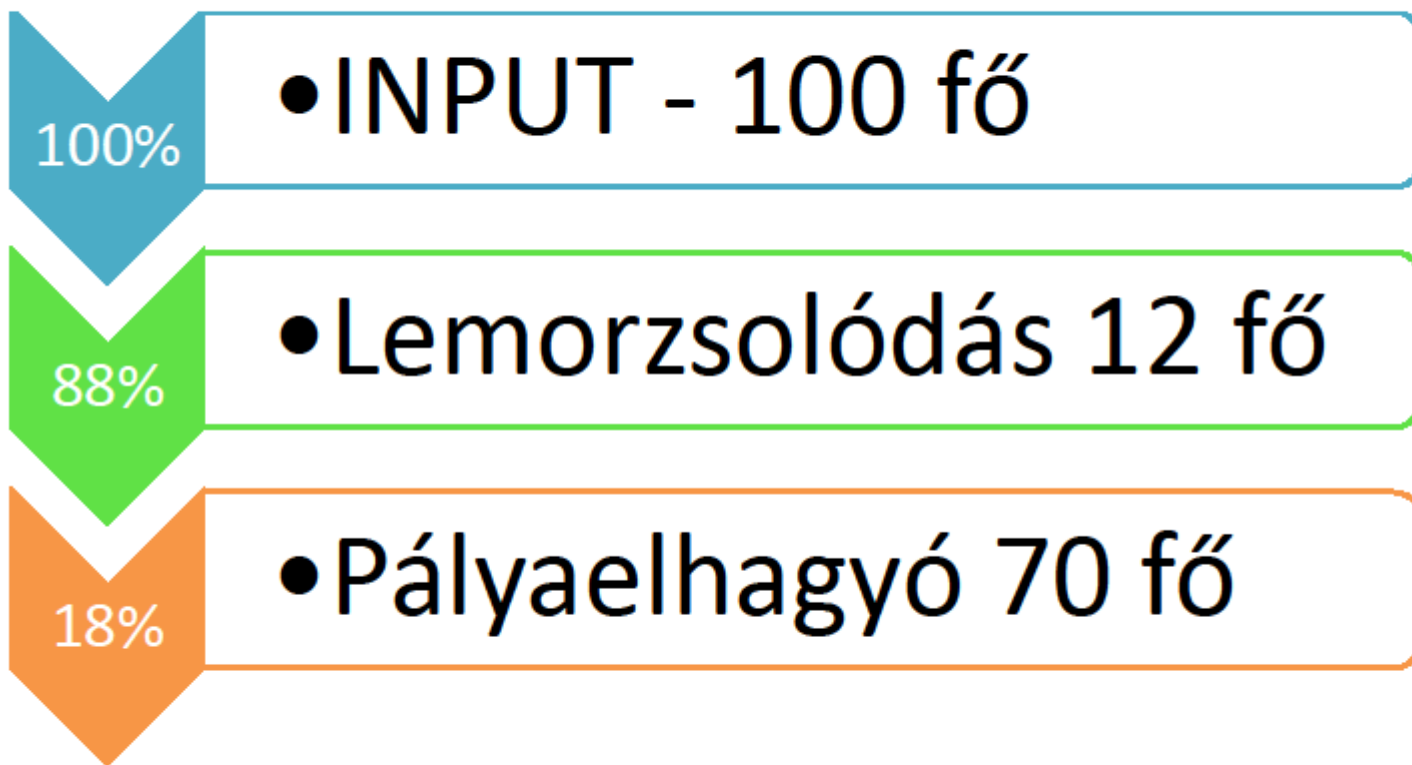 100%
•INPUT - 100 fő
88%
•Lemorzsolódás 12 fő
18%
•Pályaelhagyó 70 fő